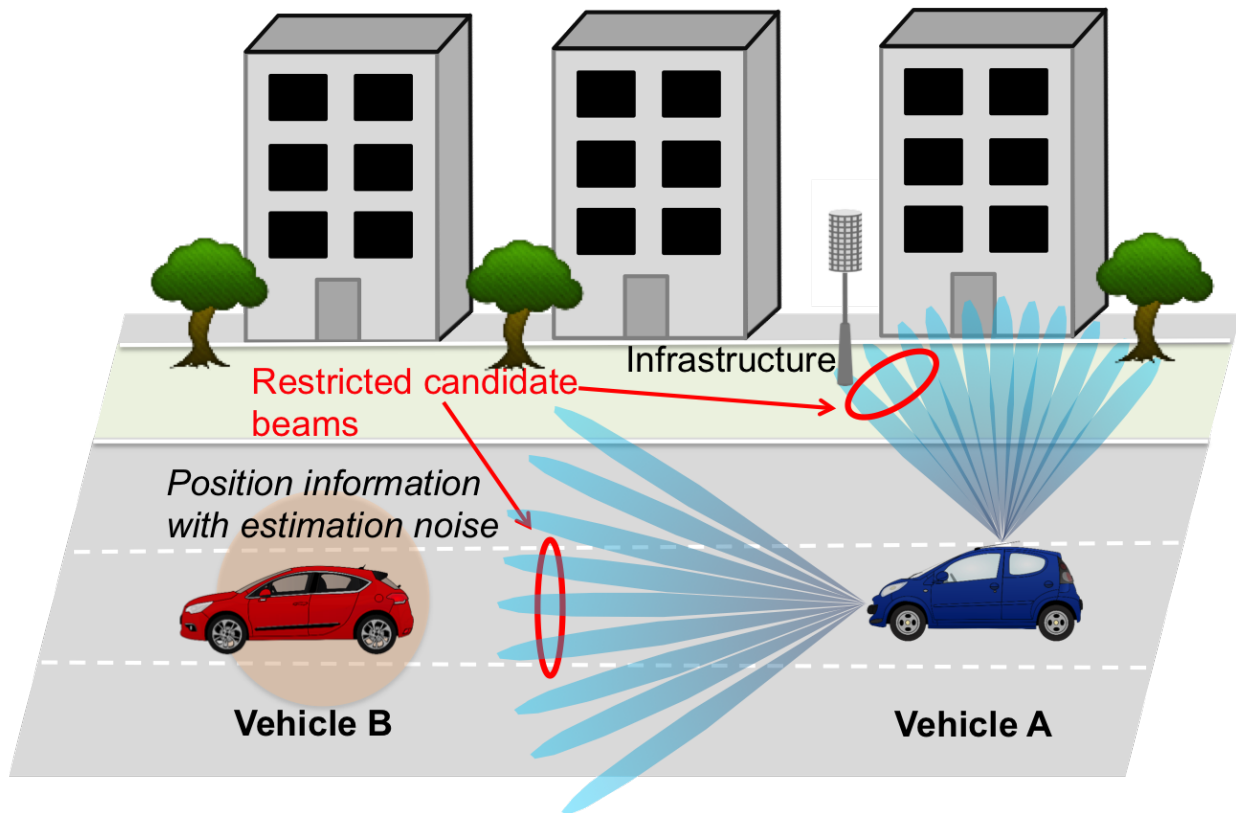 Infrastructure
Restricted candidate
beams
Position information
with estimation noise
Vehicle B
Vehicle A